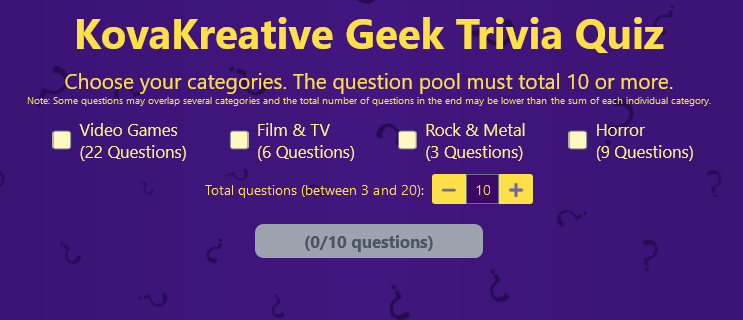 KovaKreative Geek Trivia Quiz
Choose your categories. The question pool must total 10 or more.
Note: Some questions may overlap several categories and the total number of questions in the end may be lower than the sum of each individual category.
Video Games
(22 Questions)
Film & TV
(6 Questions)
Rock & Metal
(3 Questions)
Horror
(9 Questions)
Total questions (between 3 and 20): − 10 +
(0/10 questions)